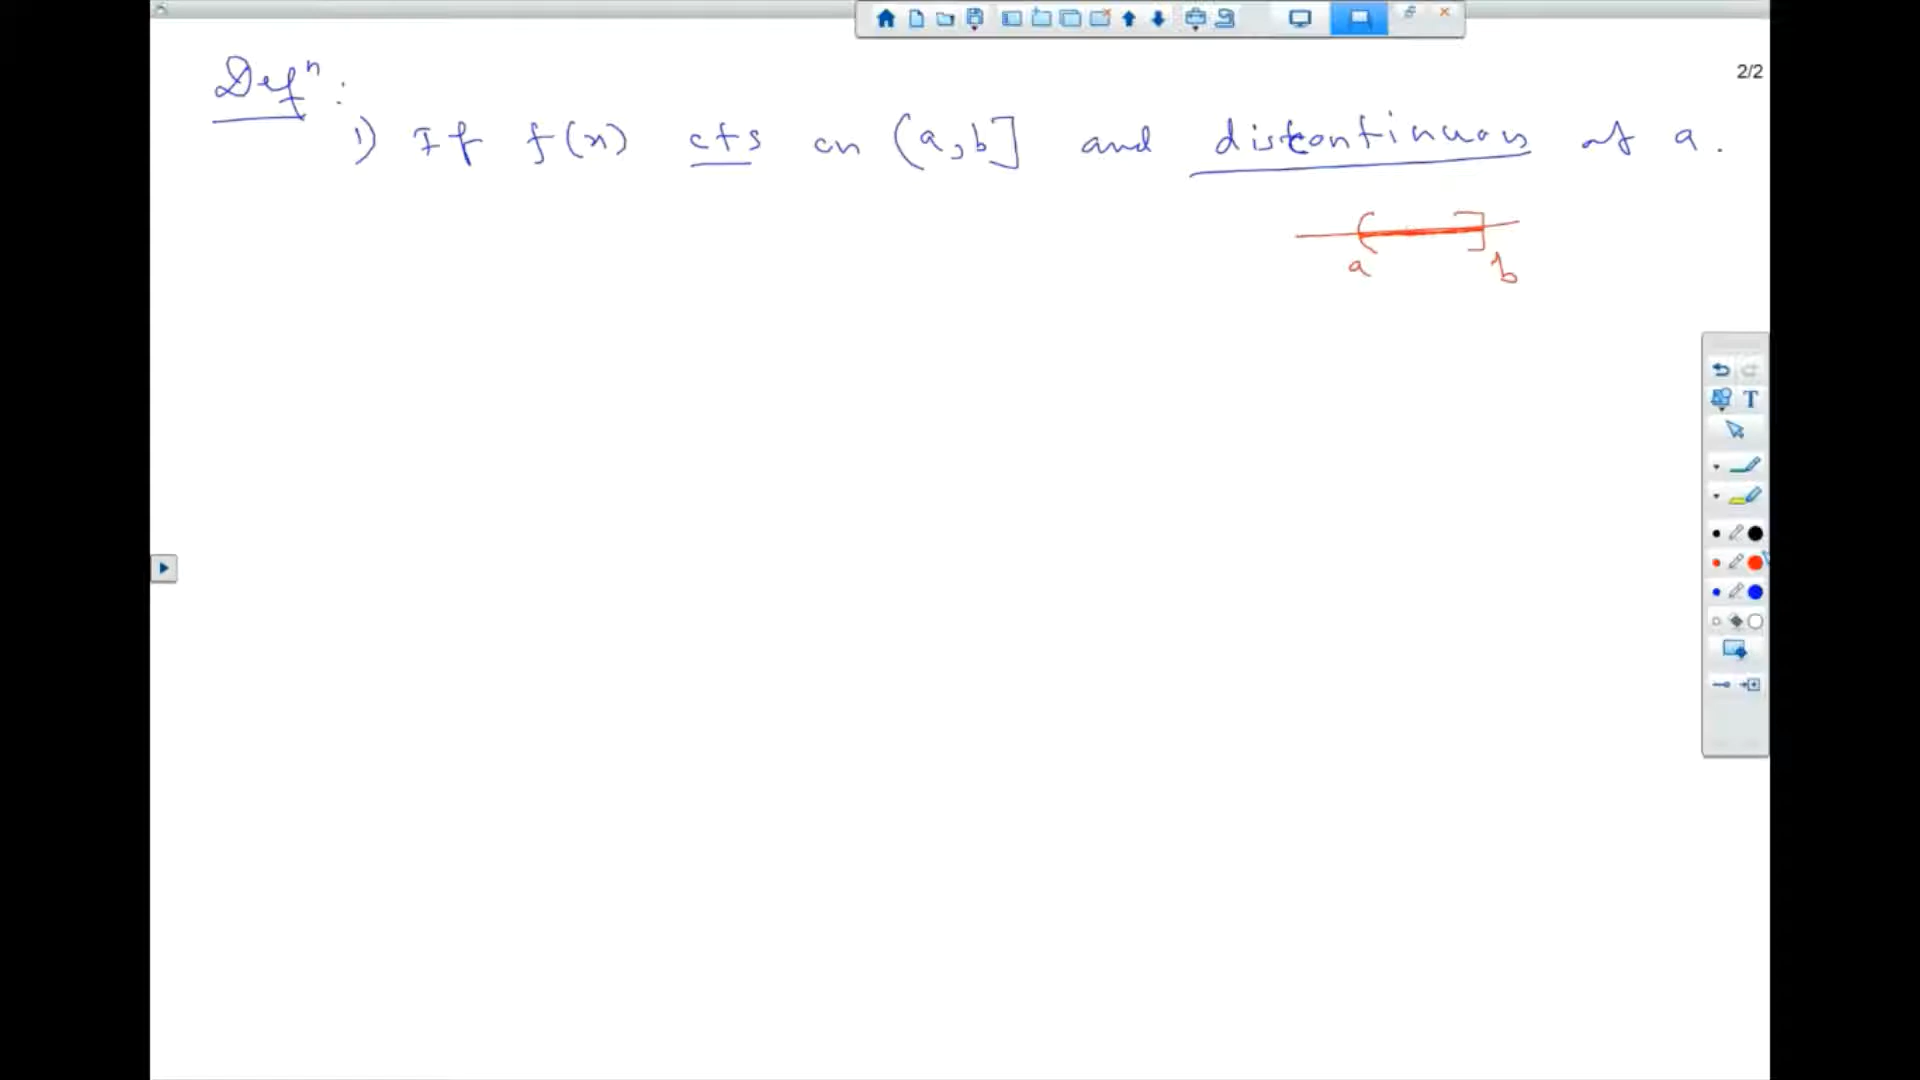 Defⁿ:
2/2
1) If f(x) cts on (a,b] and discontinuous at a.
a b
T